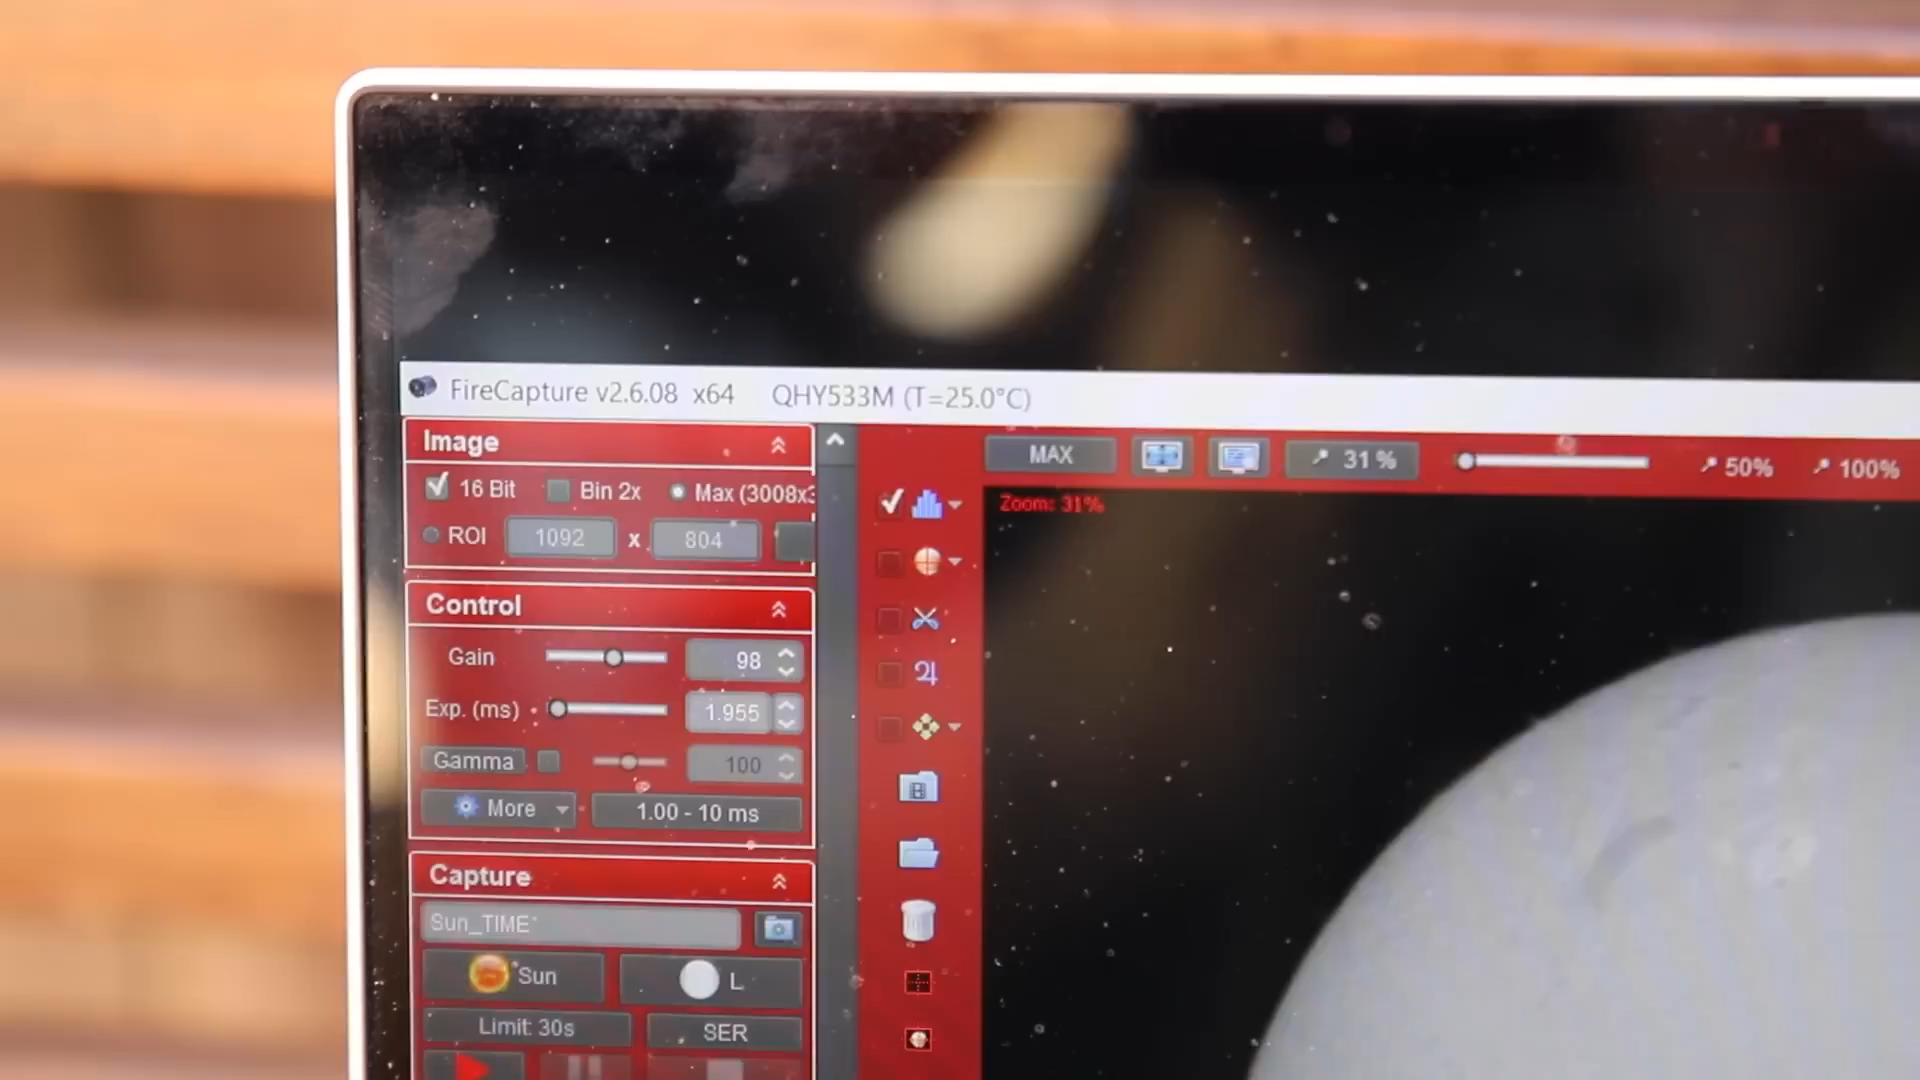 FireCapture v2.6.08 x64 QHY533M (T=25.0°C)
Image
16 Bit Bin 2x Max (3008x
ROI 1092 x 804
Control
Gain 98
Exp. (ms) 1.955
Gamma 100
More 1.00 - 10 ms
Capture
Sun_TIME
Sun L
Limit: 30s SER
MAX 31 % 50% 100%
Zoom: 31%